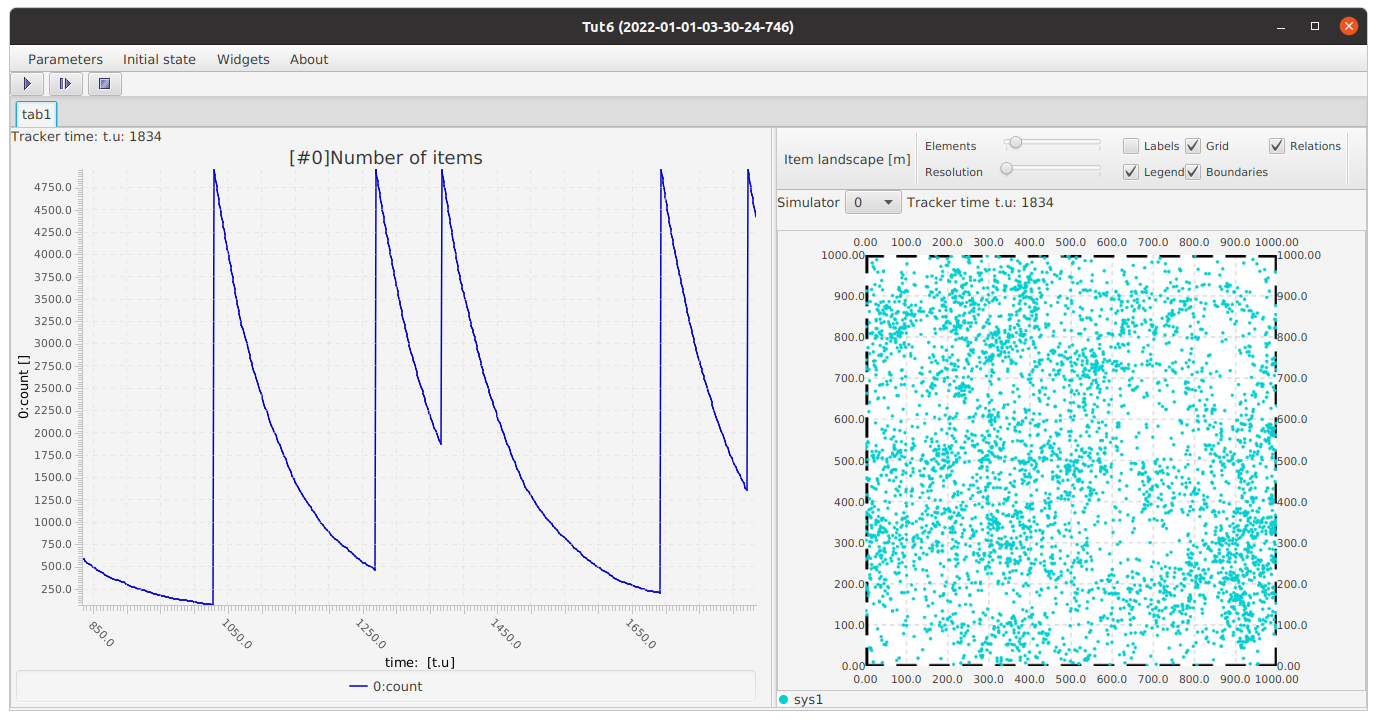 Tut6 (2022-01-01-03-30-24-746)
Parameters Initial state Widgets About
tab1
Tracker time: t.u: 1834
[#0]Number of items
4750.0
4500.0
4250.0
4000.0
3750.0
3500.0
3250.0
3000.0
2750.0
2500.0
2250.0
2000.0
1750.0
1500.0
1250.0
1000.0
750.0
500.0
250.0
0:count []
850.0 1050.0 1250.0 1450.0 1650.0
time: [t.u]
0:count
Item landscape [m]
Elements
Resolution
Labels Grid Relations
Legend Boundaries
Simulator 0 Tracker time t.u: 1834
0.00 100.0 200.0 300.0 400.0 500.0 600.0 700.0 800.0 900.0 1000.00
1000.00 1000.00
900.0 900.0
800.0 800.0
700.0 700.0
600.0 600.0
500.0 500.0
400.0 400.0
300.0 300.0
200.0 200.0
100.0 100.0
0.00 0.00
0.00 100.0 200.0 300.0 400.0 500.0 600.0 700.0 800.0 900.0 1000.00
sys1